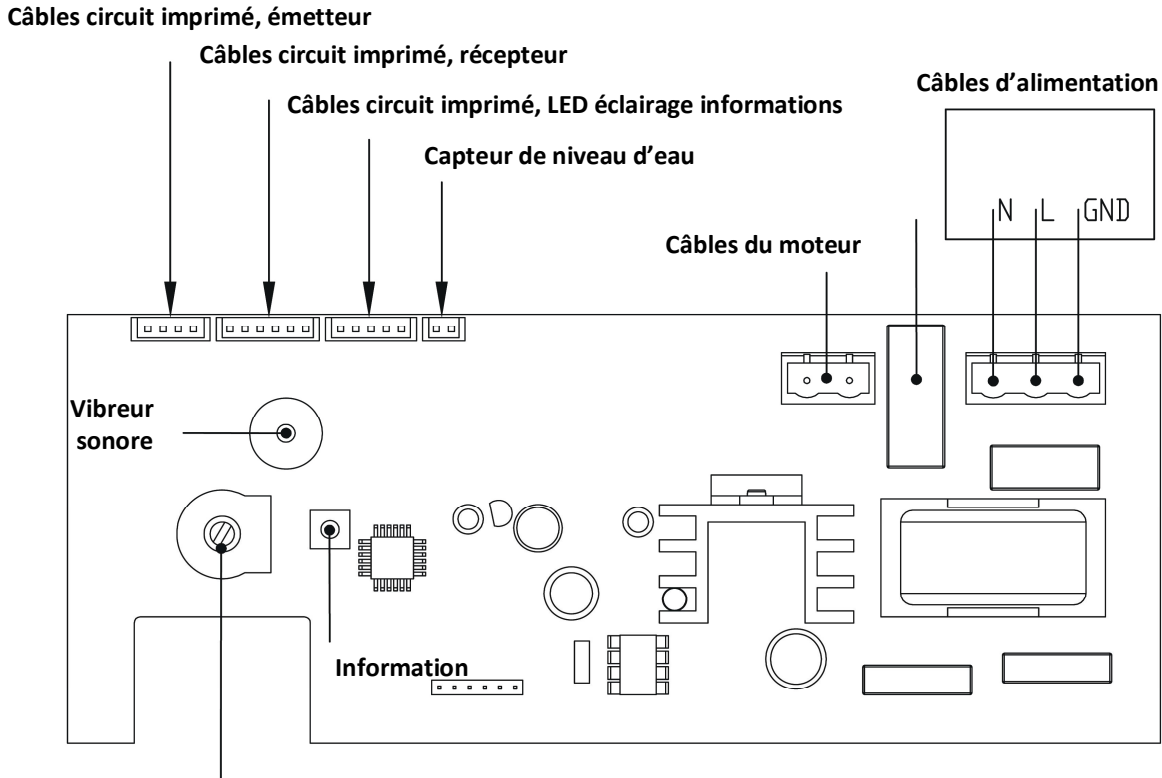 Câbles circuit imprimé, émetteur
Câbles circuit imprimé, récepteur
Câbles circuit imprimé, LED éclairage informations
Capteur de niveau d’eau
Câbles d’alimentation
N L GND
Câbles du moteur
Vibreur
sonore
Information